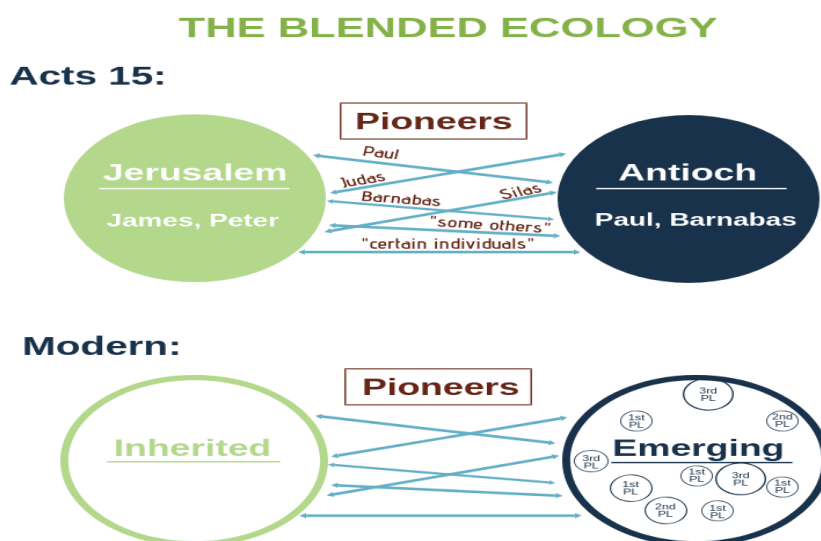 THE BLENDED ECOLOGY
Acts 15:
Pioneers
Jerusalem
James, Peter
Paul
Judas
Silas
Barnabas
"some others"
"certain individuals"
Antioch
Paul, Barnabas
Modern:
Pioneers
Inherited
3rd
PL
1st
PL
2nd
PL
Emerging
3rd
PL
1st
PL
3rd
PL
1st
PL
1st
PL
2nd
PL
1st
PL